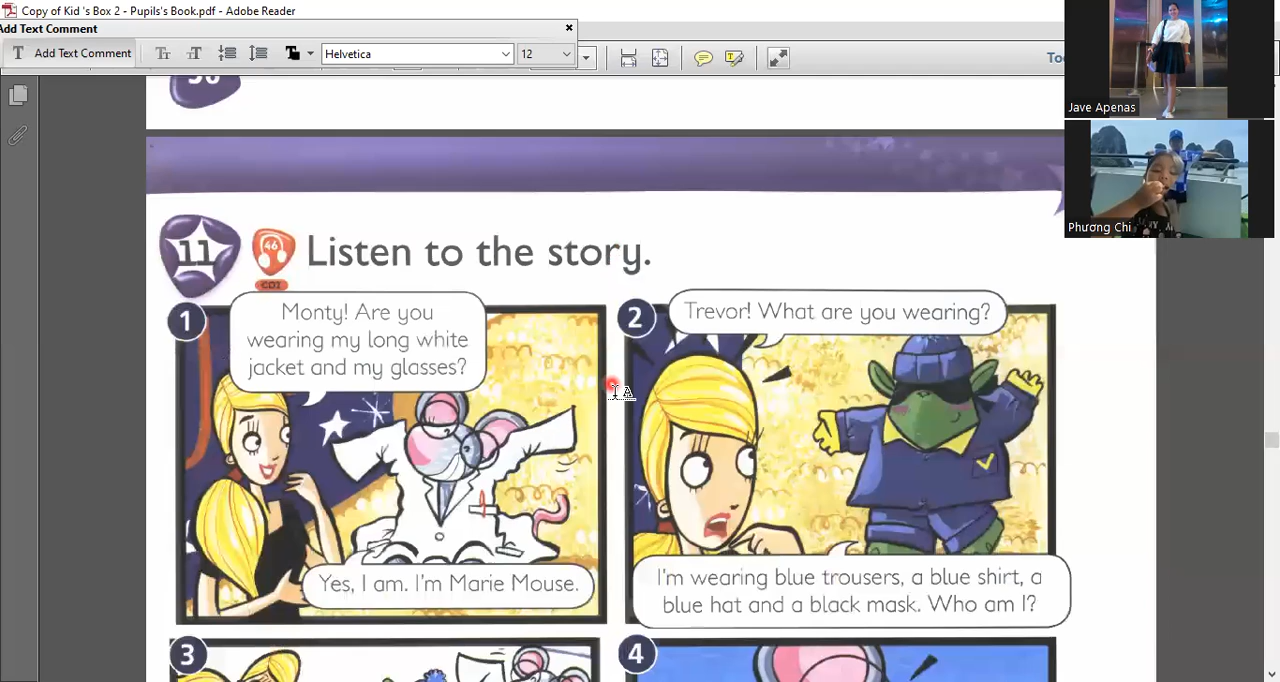 Copy of Kid 's Box 2 - Pupil's Book.pdf - Adobe Reader
Add Text Comment
Add Text Comment
Helvetica
12
Jave Apenas
Phương Chi
11
46
CD1
Listen to the story.
1
Monty! Are you
wearing my long white
jacket and my glasses?
Yes, I am. I'm Marie Mouse.
2
Trevor! What are you wearing?
I'm wearing blue trousers, a blue shirt, a
blue hat and a black mask. Who am I?
3
4